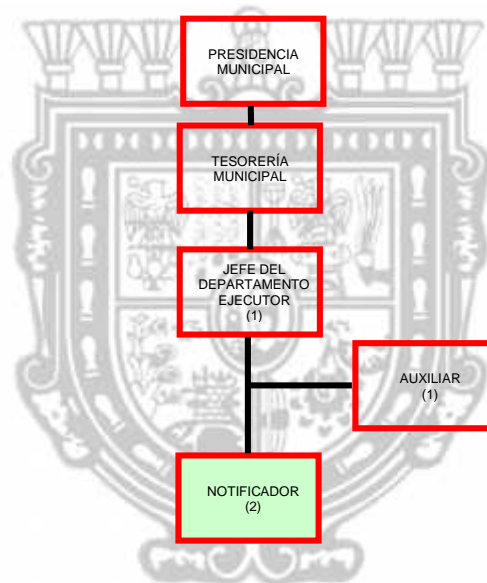 PRESIDENCIA
MUNICIPAL
TESORERÍA
MUNICIPAL
JEFE DEL
DEPARTAMENTO
EJECUTOR
(1)
AUXILIAR
(1)
NOTIFICADOR
(2)